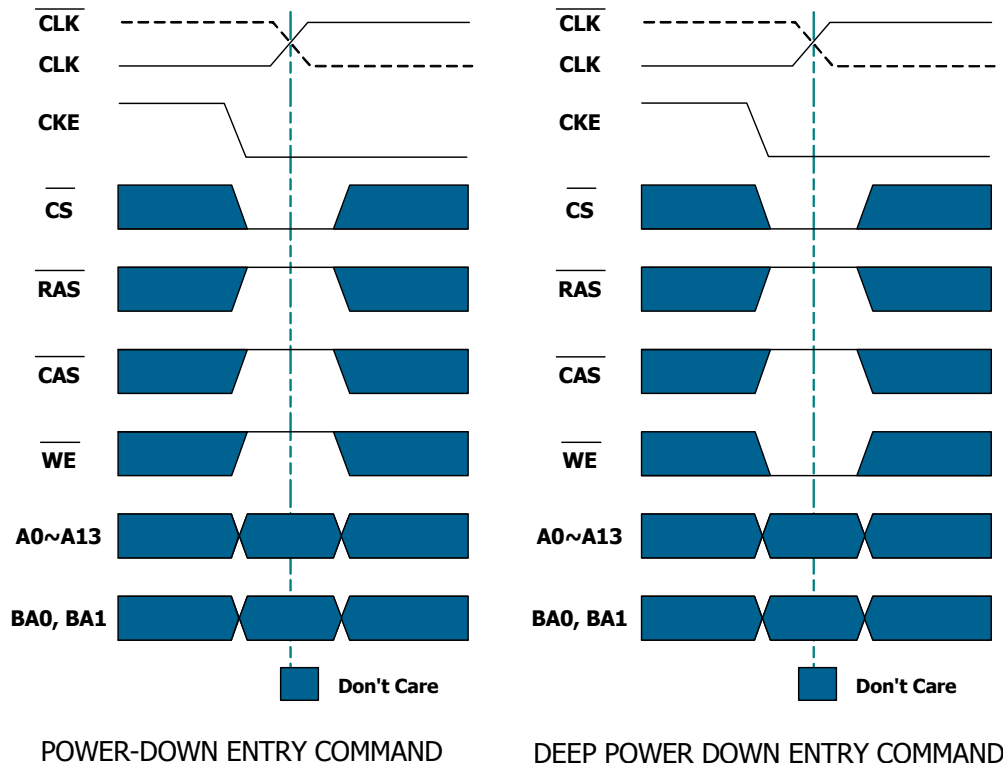 CLK
CLK
CKE
CS
RAS
CAS
WE
A0~A13
BA0, BA1
Don't Care
POWER-DOWN ENTRY COMMAND
CLK
CLK
CKE
CS
RAS
CAS
WE
A0~A13
BA0, BA1
Don't Care
DEEP POWER DOWN ENTRY COMMAND